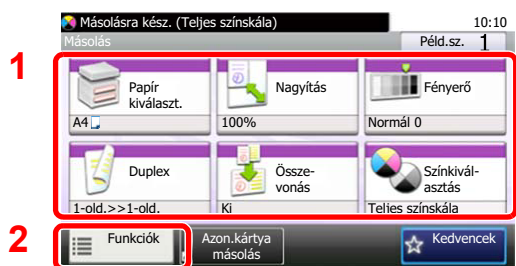 Másolásra kész. (Teljes színskála)
10:10
Másolás
Péld.sz. 1
1
Papír
kiválaszt.
A4
Nagyítás
100%
Fényerő
Normál 0
Duplex
1-old.>>1-old.
Össze-
vonás
Ki
Színkivál-
asztás
Teljes színskála
2
Funkciók
Azon.kártya
másolás
Kedvencek